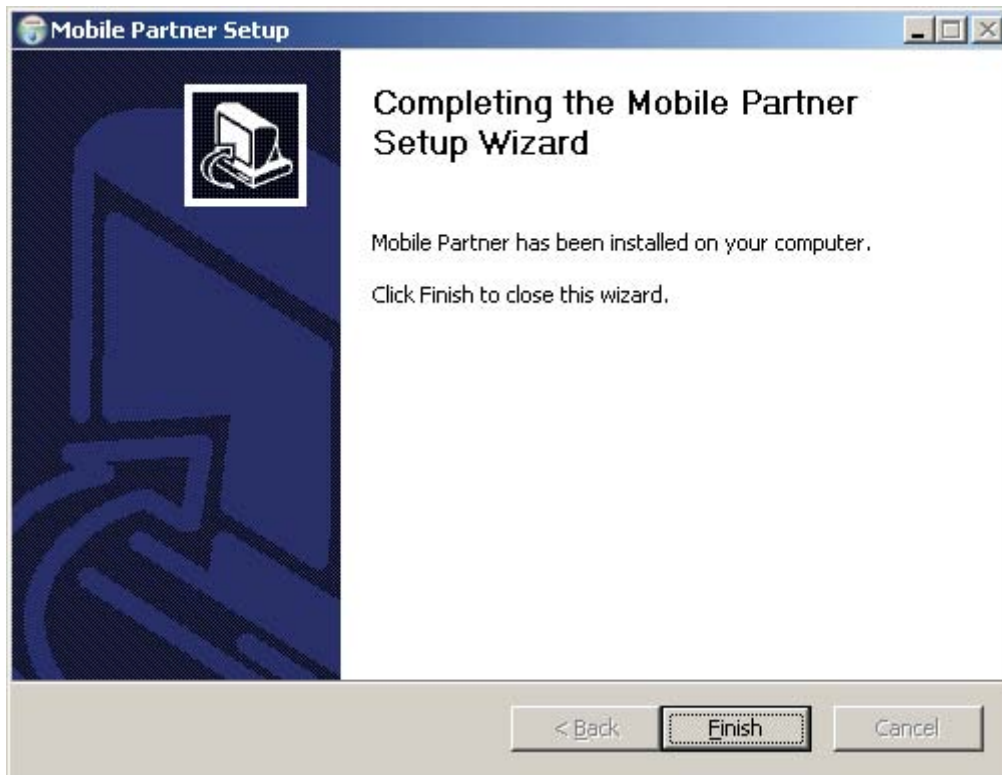 Mobile Partner Setup
Completing the Mobile Partner
Setup Wizard
Mobile Partner has been installed on your computer.
Click Finish to close this wizard.
< Back
Finish
Cancel